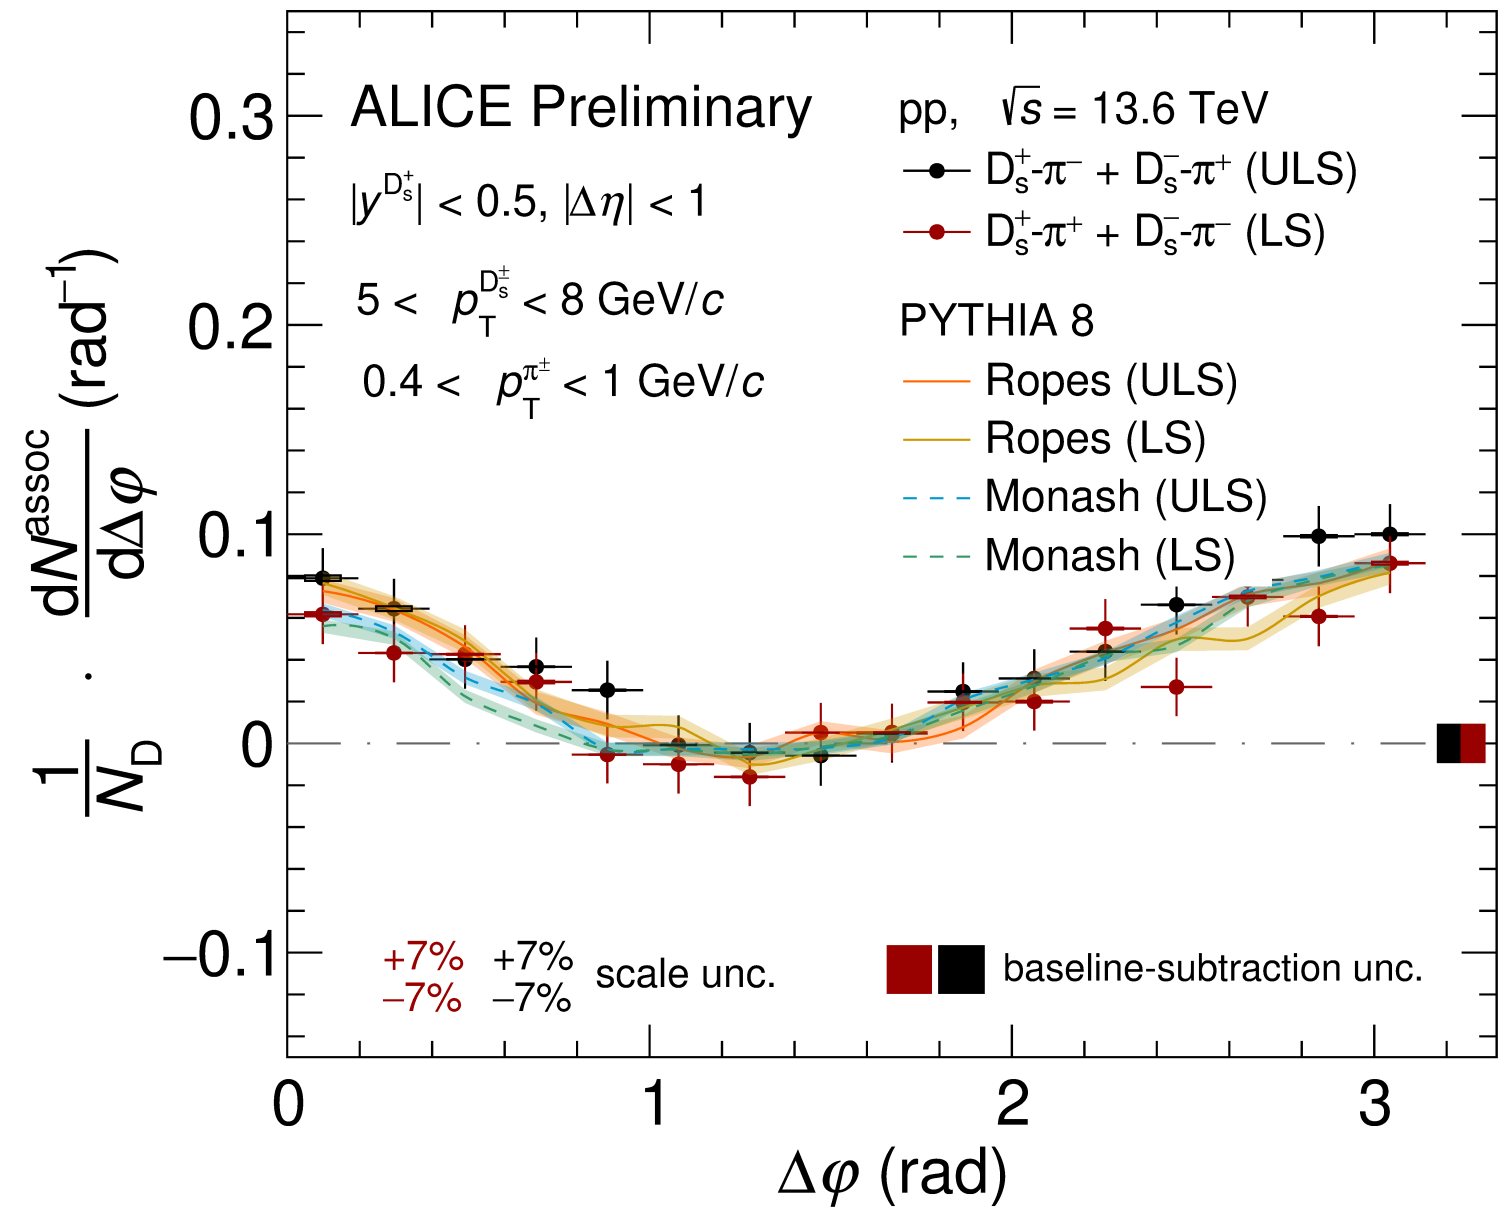 ALICE Preliminary
|y^{D_s^+}| < 0.5, |Δη| < 1
5 < p_T^{D_s^±} < 8 GeV/c
0.4 < p_T^{π^±} < 1 GeV/c
pp, √s = 13.6 TeV
D_s^+-π^− + D_s^−-π^+ (ULS)
D_s^+-π^+ + D_s^−-π^− (LS)
PYTHIA 8
Ropes (ULS)
Ropes (LS)
Monash (ULS)
Monash (LS)
0.3
0.2
0.1
0
−0.1
1/N_D · dN^{assoc}/dΔφ (rad^{−1})
+7% +7%
−7% −7%
scale unc.
baseline-subtraction unc.
0 1 2 3
Δφ (rad)